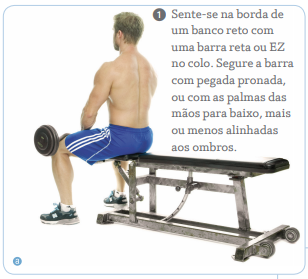 1 Sente-se na borda de
um banco reto com
uma barra reta ou EZ
no colo. Segure a barra
com pegada pronada,
ou com as palmas das
mãos para baixo, mais
ou menos alinhadas
aos ombros.
a